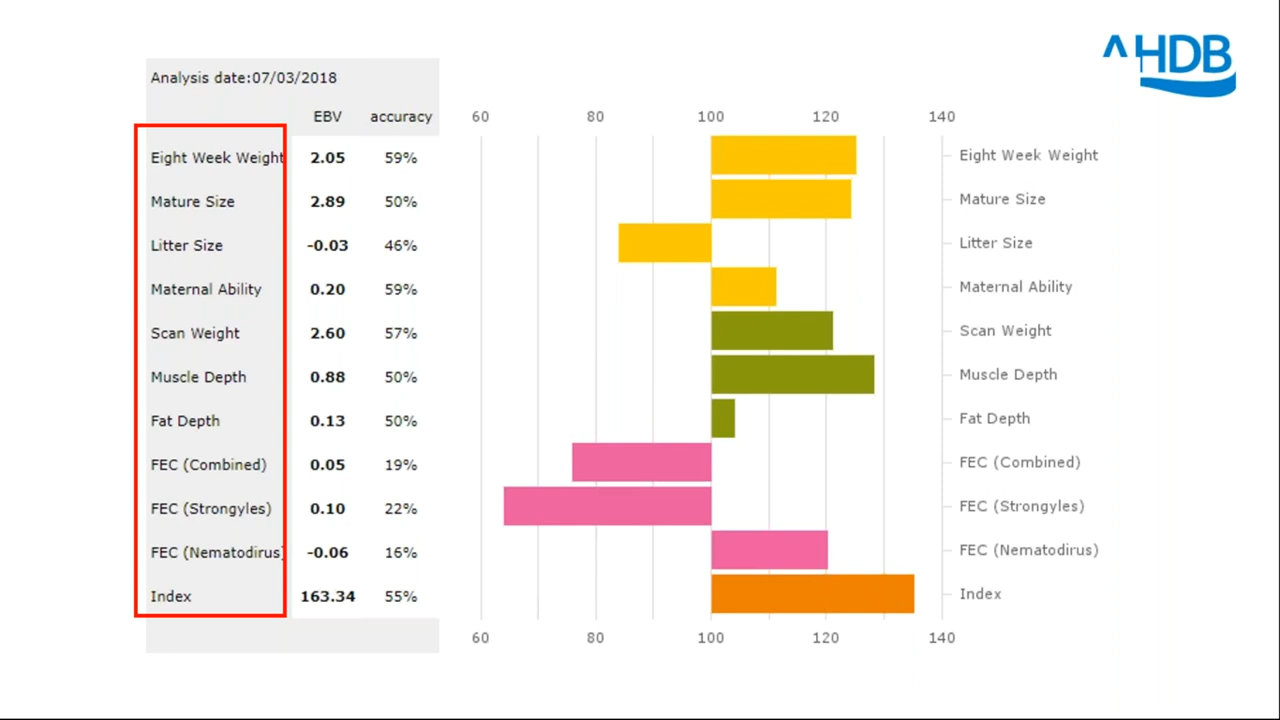 AHDB
Analysis date:07/03/2018
EBV accuracy 60 80 100 120 140
Eight Week Weight 2.05 59% Eight Week Weight
Mature Size 2.89 50% Mature Size
Litter Size -0.03 46% Litter Size
Maternal Ability 0.20 59% Maternal Ability
Scan Weight 2.60 57% Scan Weight
Muscle Depth 0.88 50% Muscle Depth
Fat Depth 0.13 50% Fat Depth
FEC (Combined) 0.05 19% FEC (Combined)
FEC (Strongyles) 0.10 22% FEC (Strongyles)
FEC (Nematodirus) -0.06 16% FEC (Nematodirus)
Index 163.34 55% Index
60 80 100 120 140